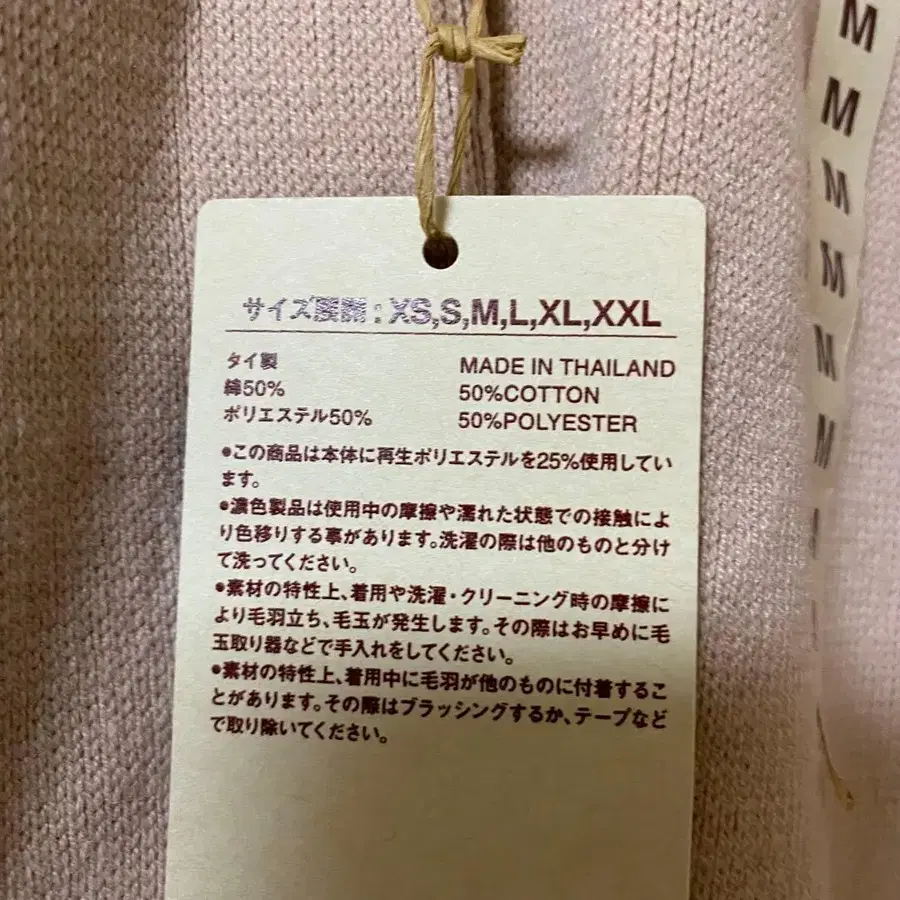 サイズ展開：XS,S,M,L,XL,XXL
タイ製
綿50%
ポリエステル50%
MADE IN THAILAND
50%COTTON
50%POLYESTER
●この商品は本体に再生ポリエステルを25%使用してい
ます。
●濃色製品は使用中の摩擦や濡れた状態での接触によ
り色移りする事があります。洗濯の際は他のものと分け
て洗ってください。
●素材の特性上、着用や洗濯・クリーニング時の摩擦に
より毛羽立ち、毛玉が発生します。その際はお早めに毛
玉取り器などで手入れをしてください。
●素材の特性上、着用中に毛羽が他のものに付着するこ
とがあります。その際はブラッシングするか、テープなど
で取り除いてください。
M
M
M
M
M
M